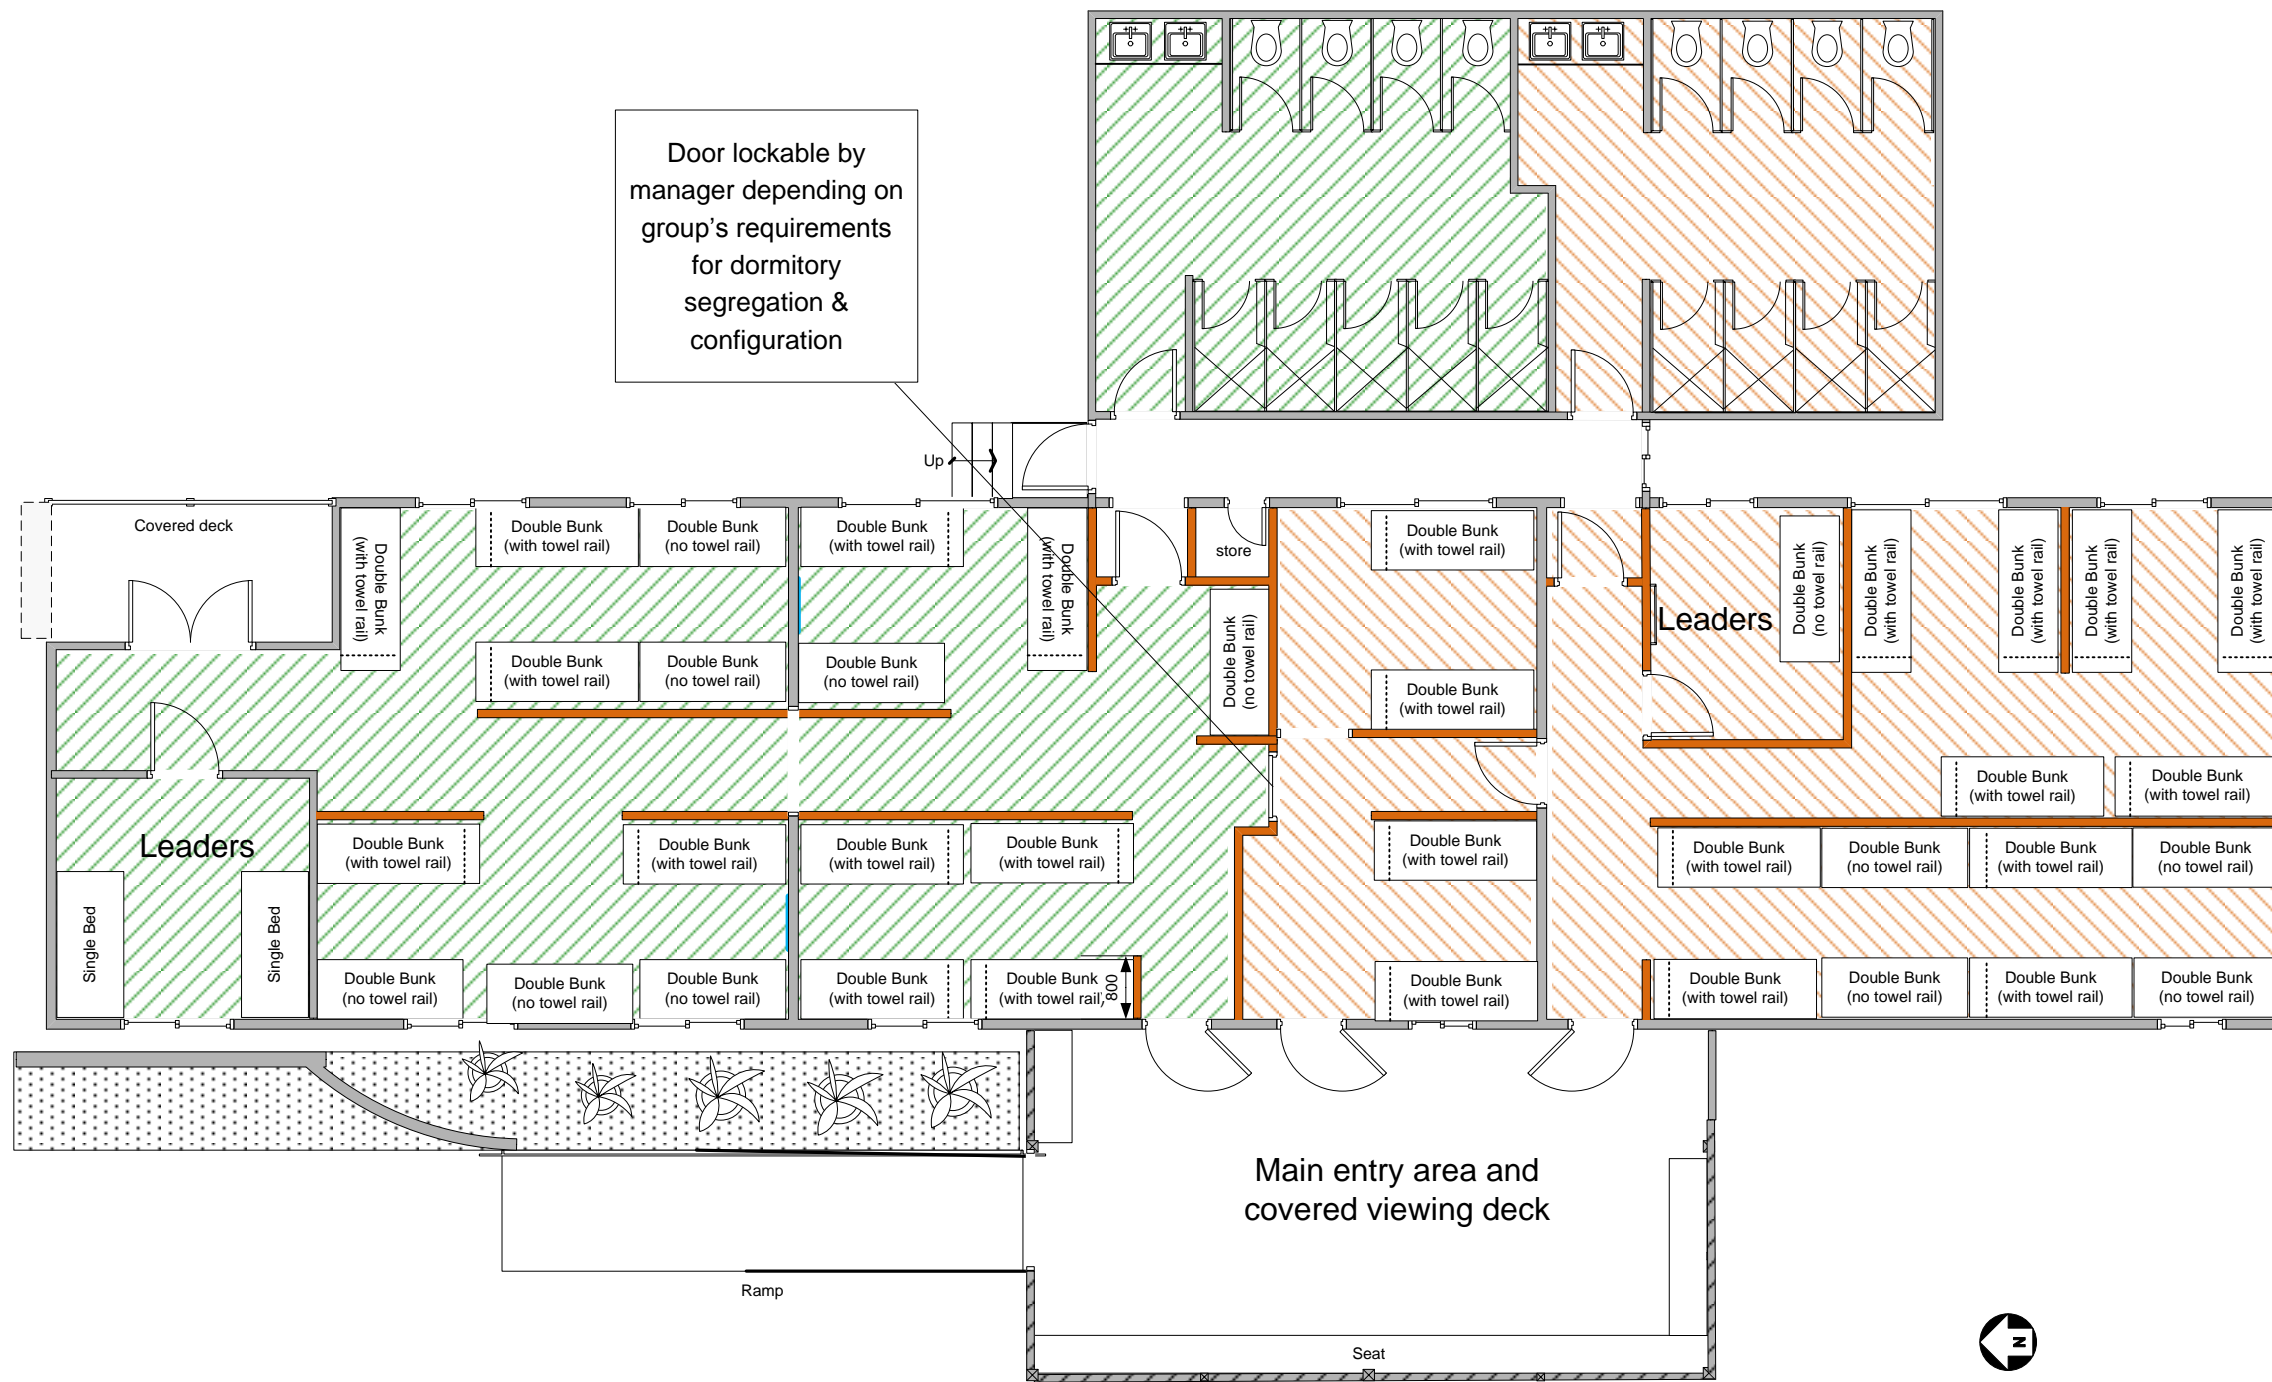 Door lockable by
manager depending on
group’s requirements
for dormitory
segregation &
configuration
Up
Covered deck
Double Bunk
(with towel rail)
Double Bunk
(with towel rail)
Double Bunk
(no towel rail)
Double Bunk
(with towel rail)
Double Bunk
(with towel rail)
store
Double Bunk
(with towel rail)
Leaders
Double Bunk
(no towel rail)
Double Bunk
(with towel rail)
Double Bunk
(with towel rail)
Double Bunk
(with towel rail)
Double Bunk
(with towel rail)
Double Bunk
(with towel rail)
Double Bunk
(no towel rail)
Double Bunk
(no towel rail)
Double Bunk
(no towel rail)
Double Bunk
(with towel rail)
Double Bunk
(with towel rail)
Double Bunk
(with towel rail)
Leaders
Double Bunk
(with towel rail)
Double Bunk
(with towel rail)
Double Bunk
(with towel rail)
Double Bunk
(with towel rail)
Double Bunk
(with towel rail)
Double Bunk
(with towel rail)
Double Bunk
(no towel rail)
Double Bunk
(with towel rail)
Double Bunk
(no towel rail)
Single Bed
Single Bed
Double Bunk
(no towel rail)
Double Bunk
(no towel rail)
Double Bunk
(no towel rail)
Double Bunk
(with towel rail)
Double Bunk
(with towel rail)
800
Double Bunk
(with towel rail)
Double Bunk
(with towel rail)
Double Bunk
(no towel rail)
Double Bunk
(with towel rail)
Double Bunk
(no towel rail)
Main entry area and
covered viewing deck
Ramp
Seat
N